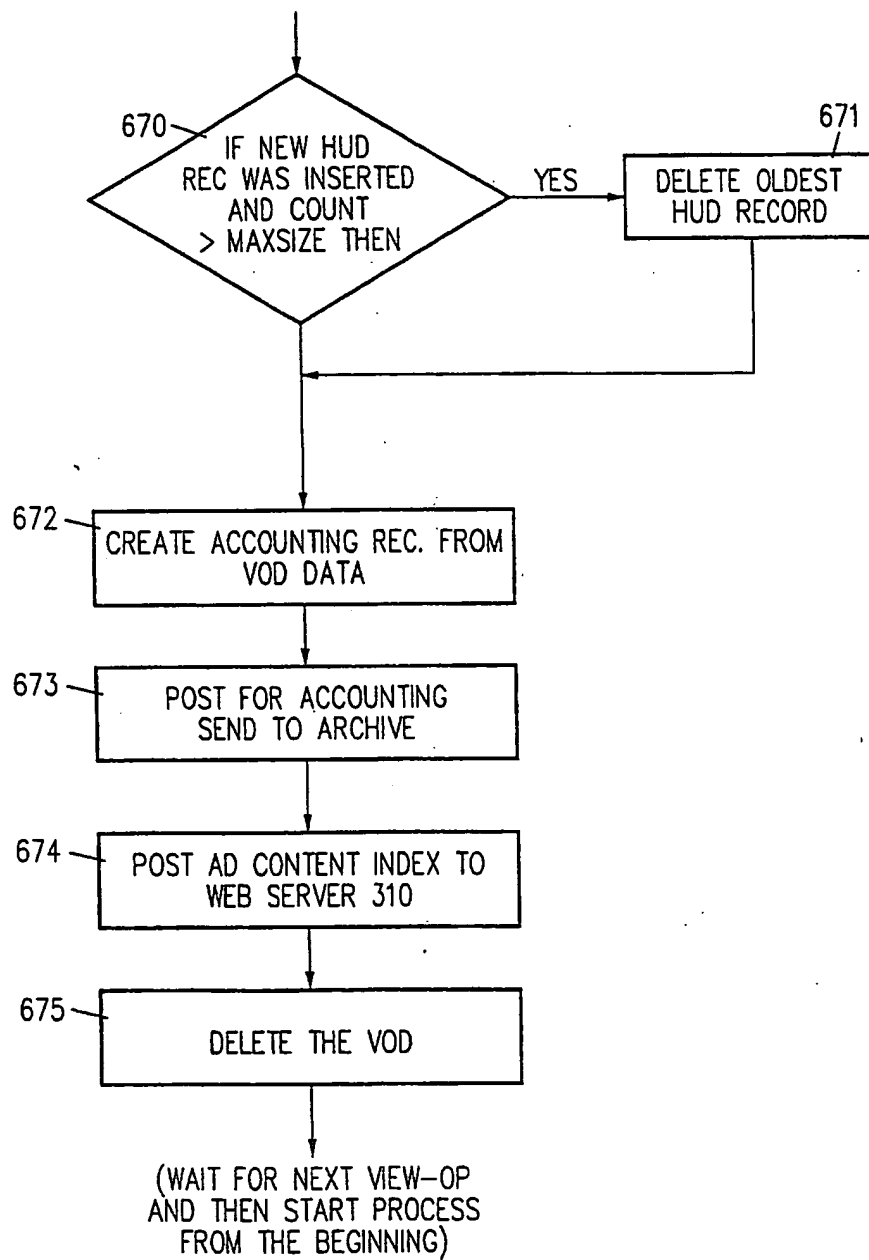 670
IF NEW HUD
REC WAS INSERTED
AND COUNT
> MAXSIZE THEN
YES
671
DELETE OLDEST
HUD RECORD
672
CREATE ACCOUNTING REC. FROM
VOD DATA
673
POST FOR ACCOUNTING
SEND TO ARCHIVE
674
POST AD CONTENT INDEX TO
WEB SERVER 310
675
DELETE THE VOD
(WAIT FOR NEXT VIEW-OP
AND THEN START PROCESS
FROM THE BEGINNING)